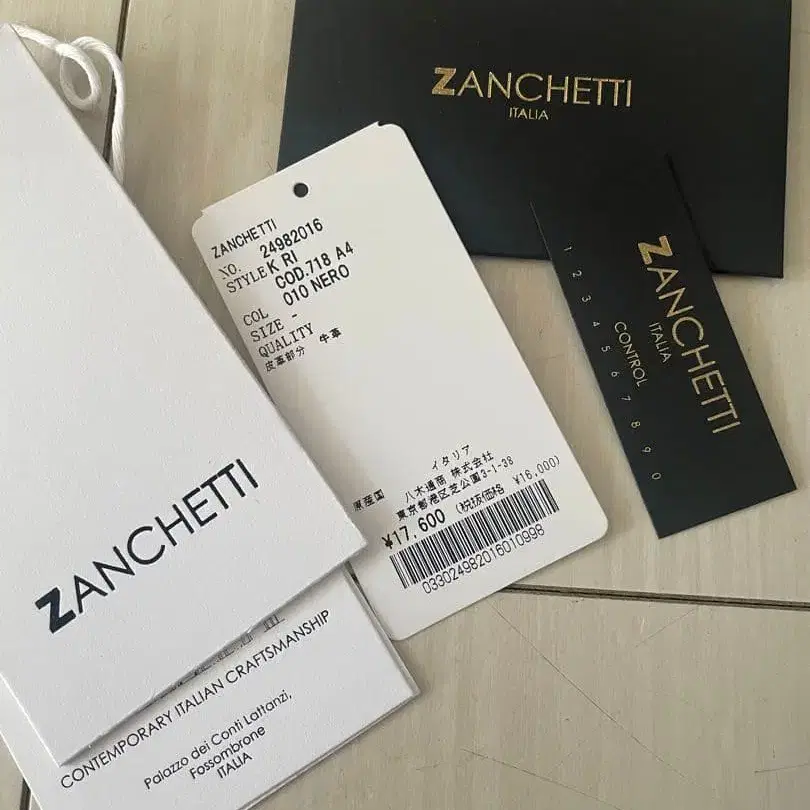 ZANCHETTI
ITALIA
ZANCHETTI
NO. 24982016
STYLE K RI
COD.718 A4
COL 010 NERO
SIZE -
QUALITY
皮革部分 牛革
原産国 イタリア
八木通商 株式会社
東京都港区芝公園3-1-38
¥17,600 (税抜価格 ¥16,000)
033024982016010998
ZANCHETTI
ITALIA
CONTROL
1 2 3 4 5 6 7 8 9 0
ZANCHETTI
CONTEMPORARY ITALIAN CRAFTSMANSHIP
Palazzo dei Conti Lattanzi,
Fossombrone
ITALIA